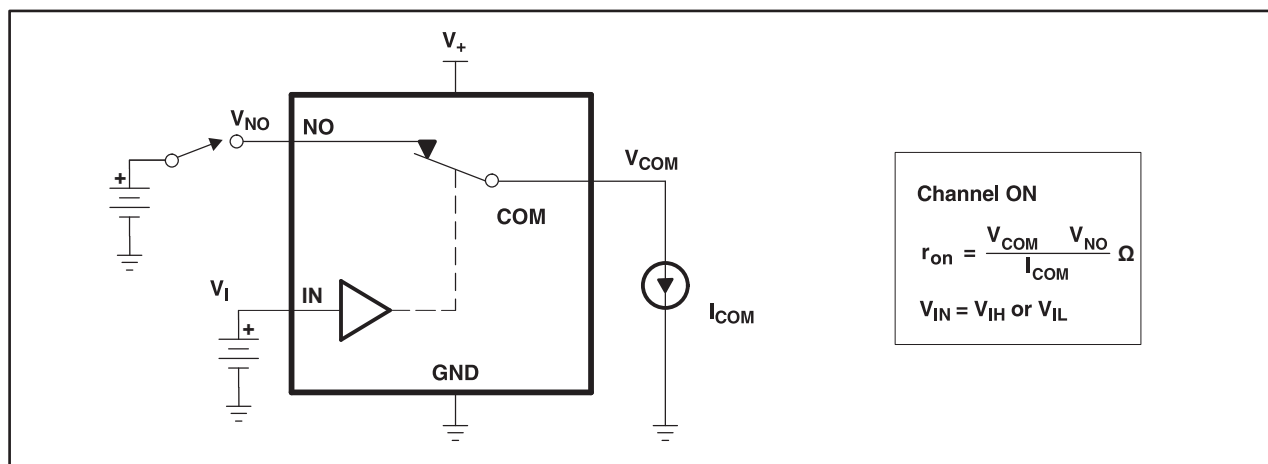 V+
VNO
NO
+
VCOM
COM
VI
IN
+
ICOM
GND
Channel ON
ron = VCOM VNO / ICOM Ω
VIN = VIH or VIL